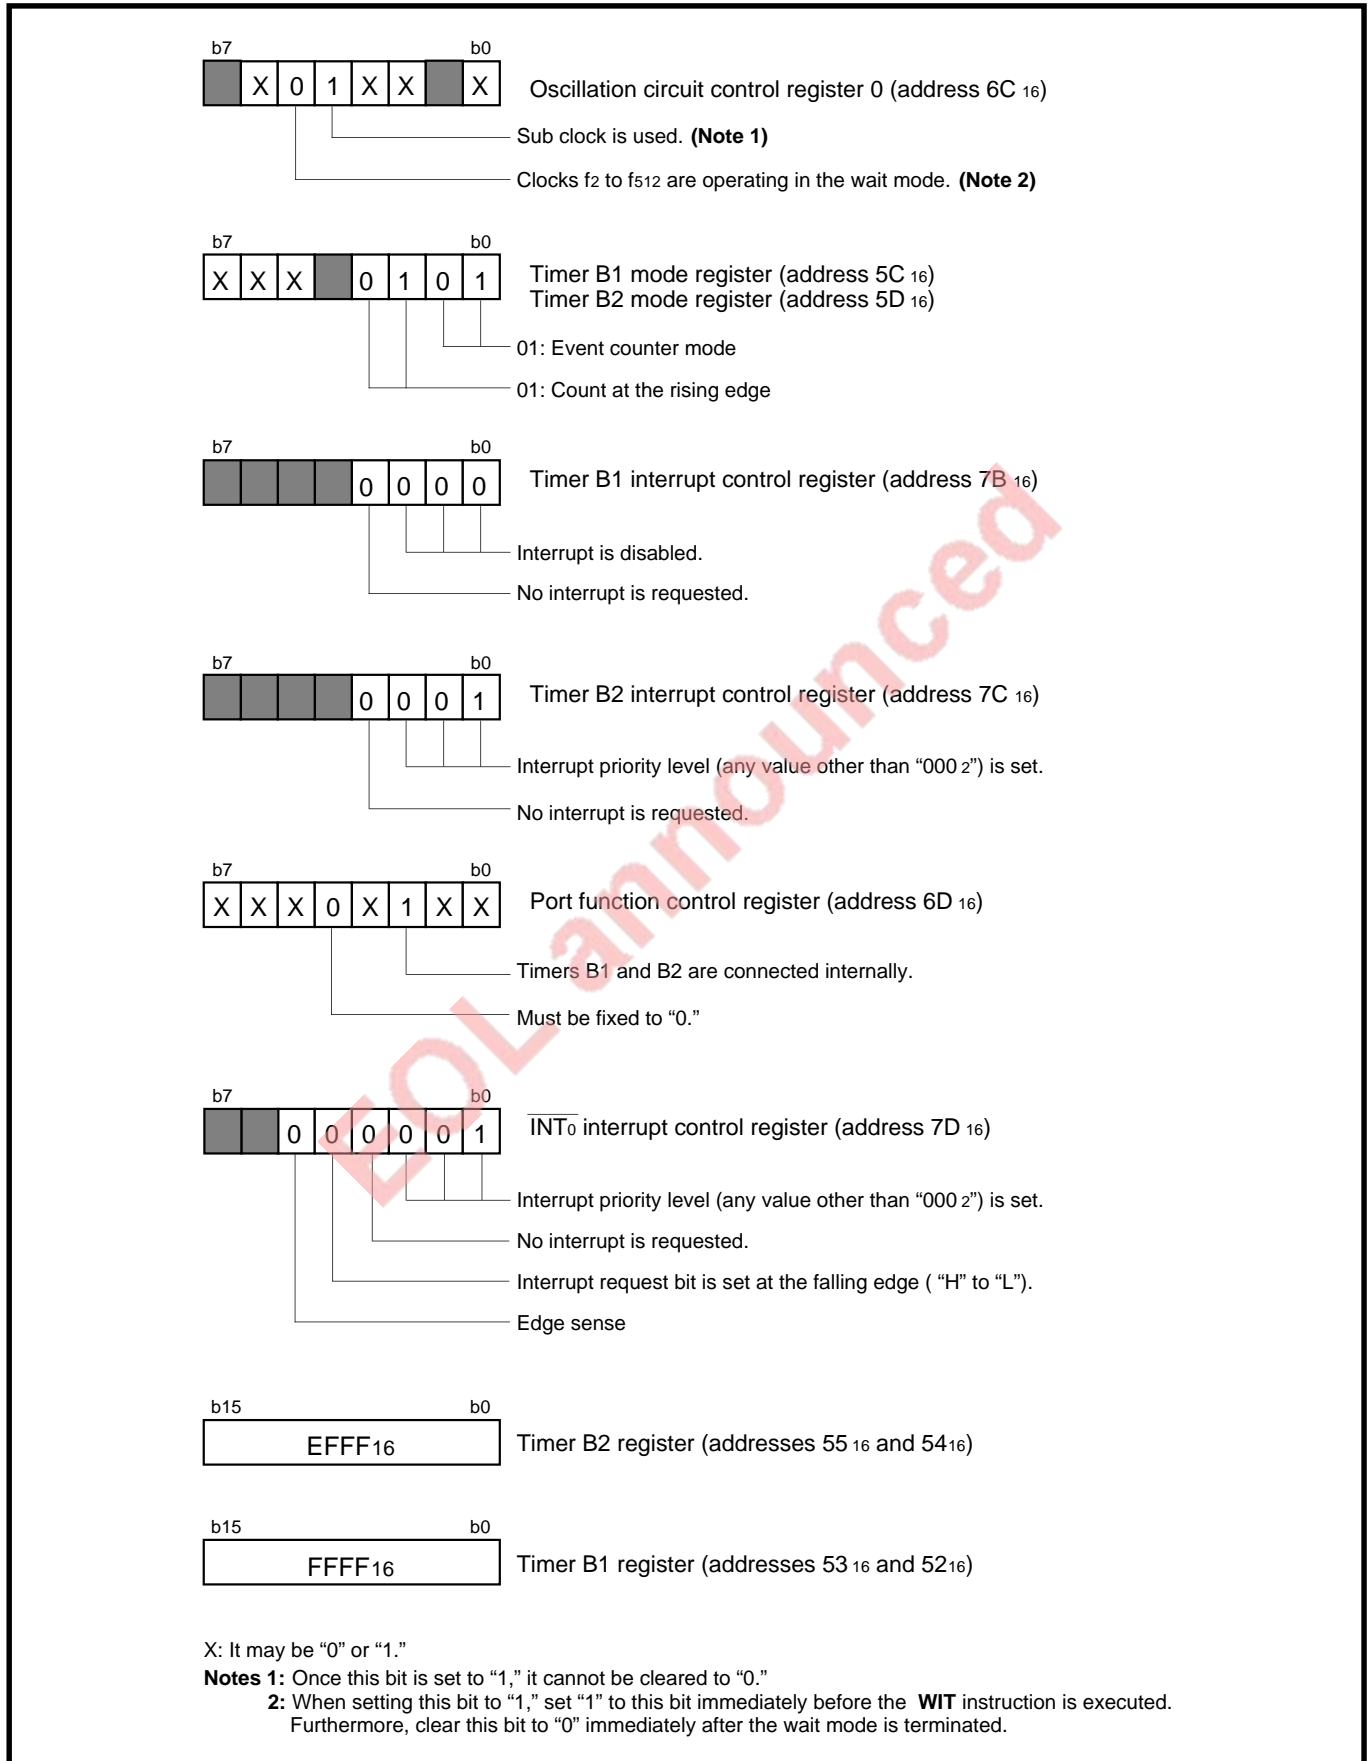 b7 b0
X 0 1 X X X Oscillation circuit control register 0 (address 6C 16)
Sub clock is used. (Note 1)
Clocks f2 to f512 are operating in the wait mode. (Note 2)
b7 b0
X X X 0 1 0 1 Timer B1 mode register (address 5C 16)
Timer B2 mode register (address 5D 16)
01: Event counter mode
01: Count at the rising edge
b7 b0
0 0 0 0 Timer B1 interrupt control register (address 7B 16)
Interrupt is disabled.
No interrupt is requested.
b7 b0
0 0 0 1 Timer B2 interrupt control register (address 7C 16)
Interrupt priority level (any value other than “000 2”) is set.
No interrupt is requested.
b7 b0
X X X 0 X 1 X X Port function control register (address 6D 16)
Timers B1 and B2 are connected internally.
Must be fixed to “0.”
b7 b0
0 0 0 0 0 1 INT0 interrupt control register (address 7D 16)
Interrupt priority level (any value other than “000 2”) is set.
No interrupt is requested.
Interrupt request bit is set at the falling edge ( “H” to “L”).
Edge sense
b15 b0
EFFF16 Timer B2 register (addresses 55 16 and 5416)
b15 b0
FFFF16 Timer B1 register (addresses 53 16 and 5216)
X: It may be “0” or “1.”
Notes 1: Once this bit is set to “1,” it cannot be cleared to “0.”
2: When setting this bit to “1,” set “1” to this bit immediately before the WIT instruction is executed.
Furthermore, clear this bit to “0” immediately after the wait mode is terminated.
EOL announced